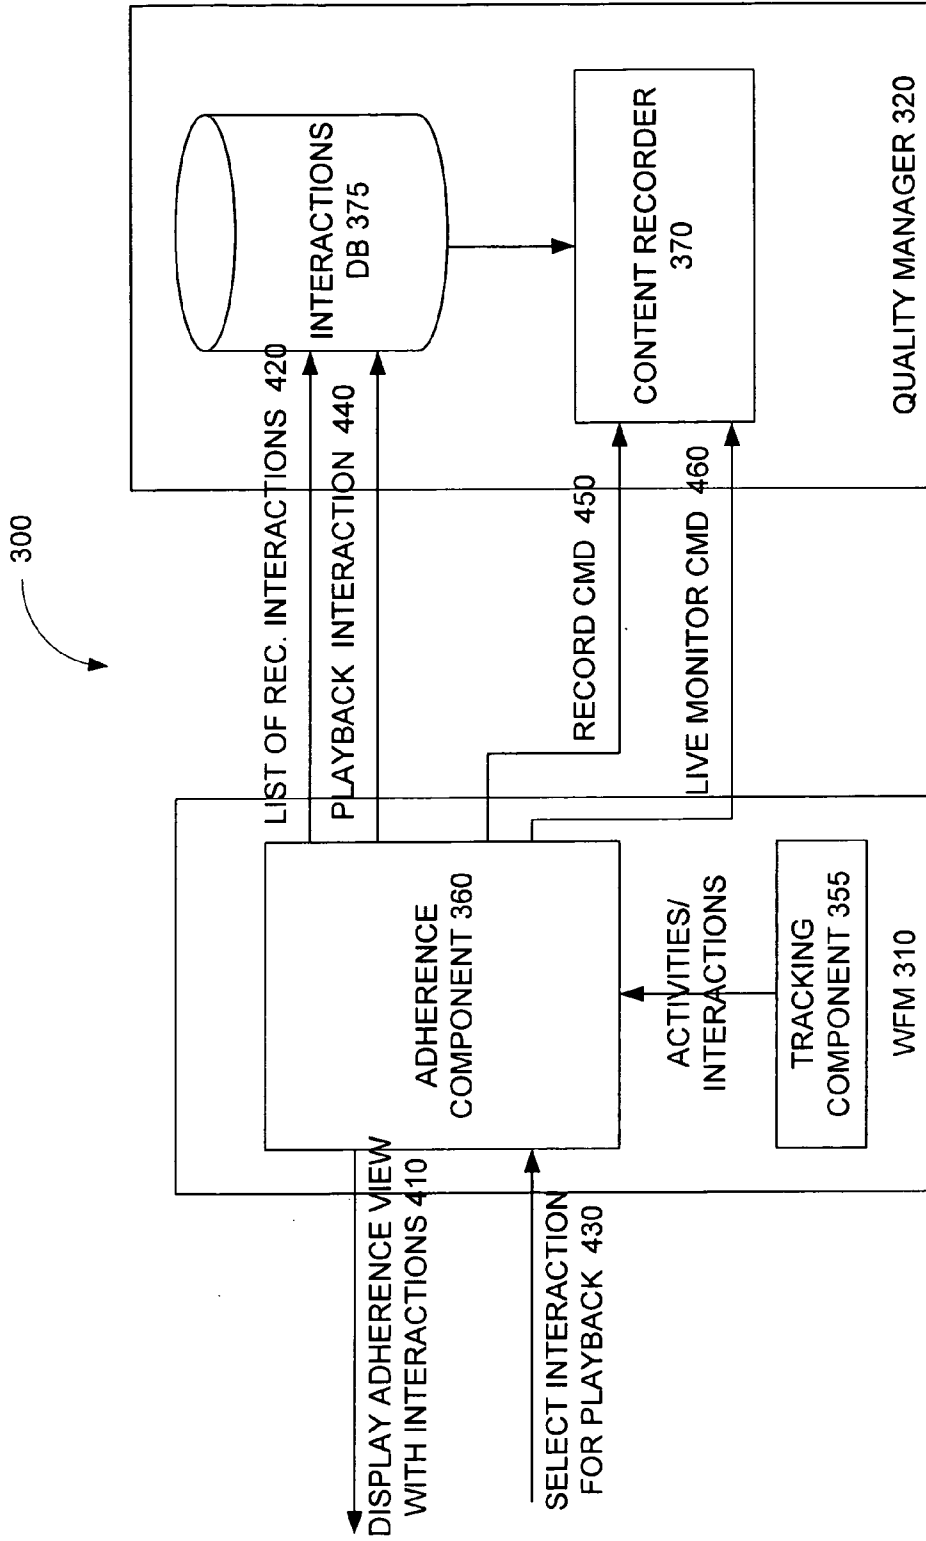 300
LIST OF REC. INTERACTIONS 420
PLAYBACK INTERACTION 440
INTERACTIONS
DB 375
RECORD CMD 450
LIVE MONITOR CMD 460
CONTENT RECORDER
370
QUALITY MANAGER 320
DISPLAY ADHERENCE VIEW
WITH INTERACTIONS 410
SELECT INTERACTION
FOR PLAYBACK 430
ADHERENCE
COMPONENT 360
ACTIVITIES/
INTERACTIONS
TRACKING
COMPONENT 355
WFM 310